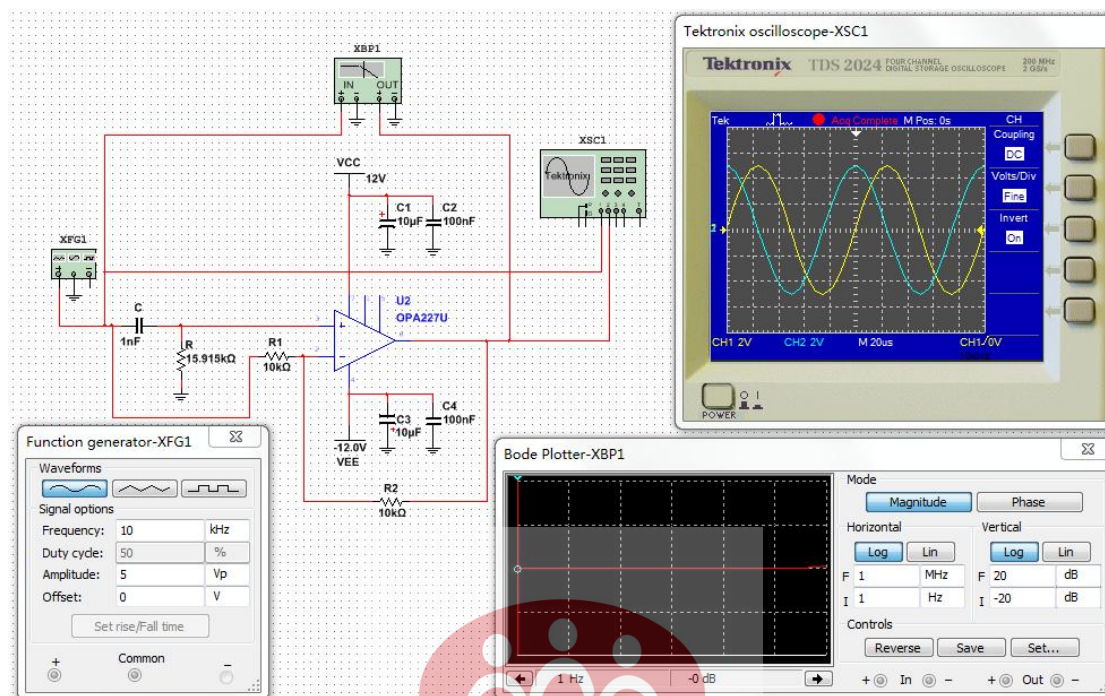 XBP1
IN OUT
VCC
12V
C1
10µF
C2
100nF
XSC1
Tektronix
XFG1
C
1nF
R
15.915kΩ
R1
10kΩ
3
2
4
U2
OPA227U
C3
10µF
C4
100nF
-12.0V
VEE
R2
10kΩ
Tektronix oscilloscope-XSC1
Tektronix TDS 2024 FOUR CHANNEL DIGITAL STORAGE OSCILLOSCOPE 200 MHz 2 GS/s
Tek Acq Complete M Pos: 0s CH
Coupling
DC
Volts/Div
Fine
Invert
On
CH1 2V CH2 2V M 20us CH1/0V
POWER
Function generator-XFG1
Waveforms
Signal options
Frequency: 10 kHz
Duty cycle: 50 %
Amplitude: 5 Vp
Offset: 0 V
Set rise/Fall time
+ Common −
Bode Plotter-XBP1
Mode
Magnitude Phase
Horizontal Vertical
Log Lin Log Lin
F 1 MHz F 20 dB
I 1 Hz I -20 dB
Controls
Reverse Save Set...
1 Hz -0 dB + In − + Out −